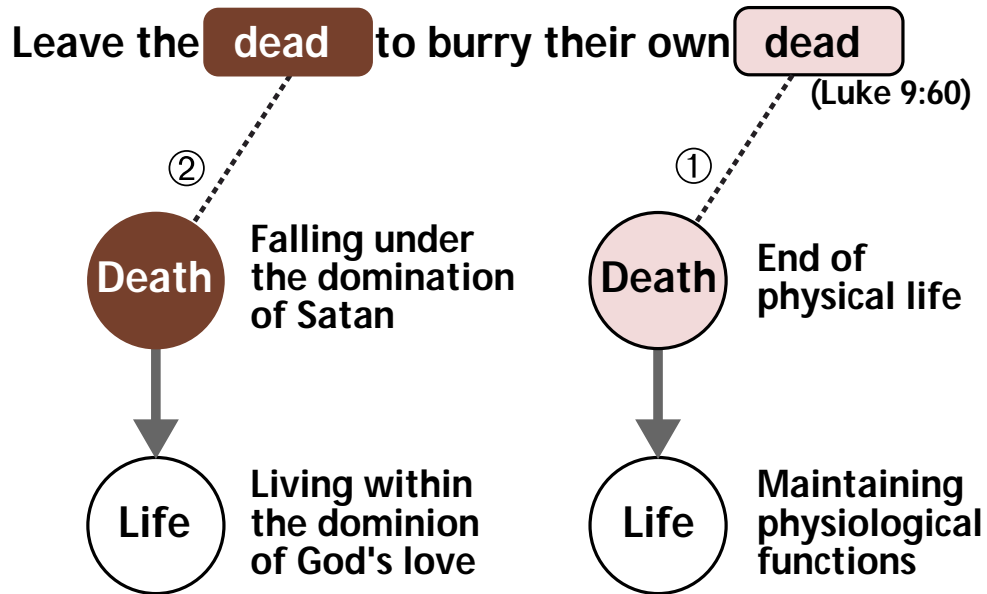 Leave the dead to burry their own dead
(Luke 9:60)
② ①
Death Falling under
the domination
of Satan
Death End of
physical life
Life Living within
the dominion
of God's love
Life Maintaining
physiological
functions